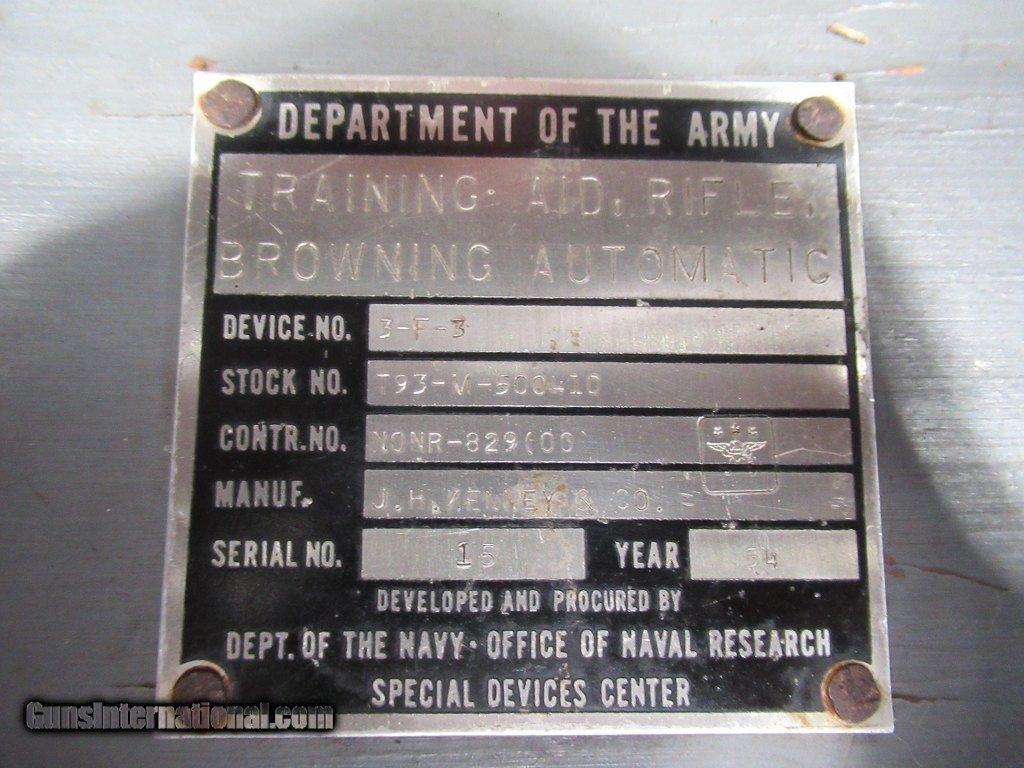 DEPARTMENT OF THE ARMY
TRAINING AID, RIFLE,
BROWNING AUTOMATIC
DEVICE NO. 3-F-3
STOCK NO. T93-M-500410
CONTR. NO. NONR-829(00)
MANUF. J.H. & CO.
SERIAL NO. 15 YEAR 54
DEVELOPED AND PROCURED BY
DEPT. OF THE NAVY · OFFICE OF NAVAL RESEARCH
SPECIAL DEVICES CENTER
GunsInternational.com